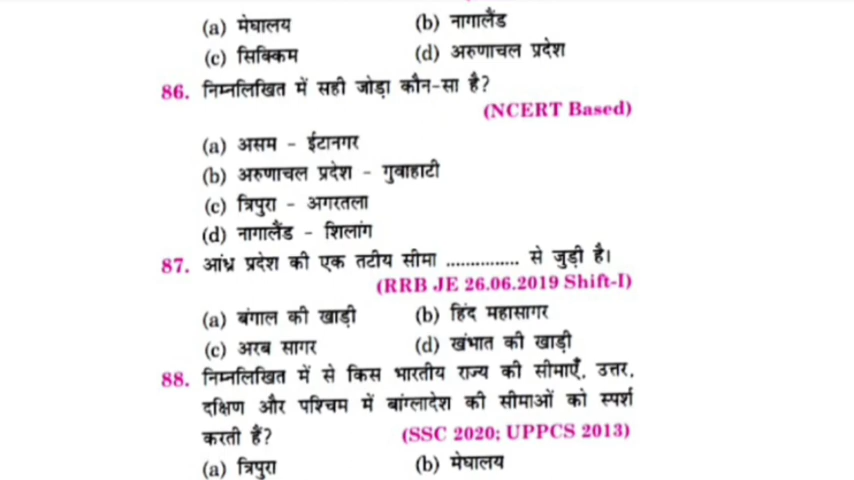 (a) मेघालय (b) नागालैंड
(c) सिक्किम (d) अरुणाचल प्रदेश
86. निम्नलिखित में सही जोड़ा कौन-सा है?
(NCERT Based)
(a) असम - ईटानगर
(b) अरुणाचल प्रदेश - गुवाहाटी
(c) त्रिपुरा - अगरतला
(d) नागालैंड - शिलांग
87. आंध्र प्रदेश की एक तटीय सीमा ............... से जुड़ी है।
(RRB JE 26.06.2019 Shift-I)
(a) बंगाल की खाड़ी (b) हिंद महासागर
(c) अरब सागर (d) खंभात की खाड़ी
88. निम्नलिखित में से किस भारतीय राज्य की सीमाएँ, उत्तर,
दक्षिण और पश्चिम में बांग्लादेश की सीमाओं को स्पर्श
करती हैं? (SSC 2020; UPPCS 2013)
(a) त्रिपुरा (b) मेघालय